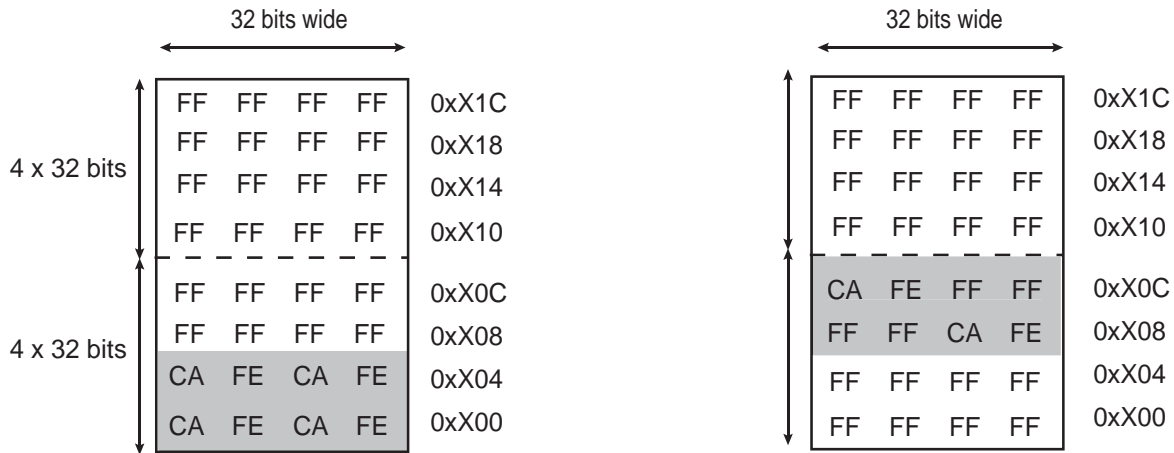 32 bits wide
FF FF FF FF 0xX1C
FF FF FF FF 0xX18
4 x 32 bits
FF FF FF FF 0xX14
FF FF FF FF 0xX10
FF FF FF FF 0xX0C
FF FF FF FF 0xX08
4 x 32 bits
CA FE CA FE 0xX04
CA FE CA FE 0xX00
32 bits wide
FF FF FF FF 0xX1C
FF FF FF FF 0xX18
FF FF FF FF 0xX14
FF FF FF FF 0xX10
CA FE FF FF 0xX0C
FF FF CA FE 0xX08
FF FF FF FF 0xX04
FF FF FF FF 0xX00